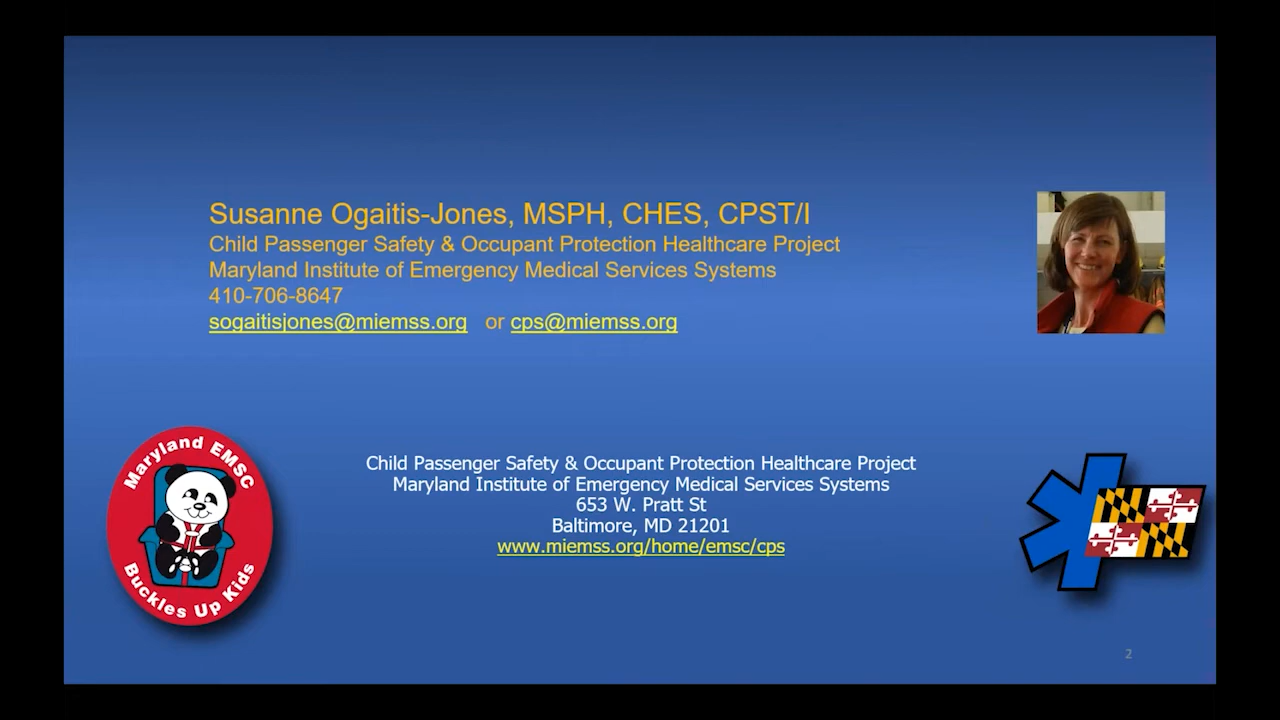 Susanne Ogaitis-Jones, MSPH, CHES, CPST/I
Child Passenger Safety & Occupant Protection Healthcare Project
Maryland Institute of Emergency Medical Services Systems
410-706-8647
sogaitisjones@miemss.org or cps@miemss.org
Maryland EMSC
Buckles Up Kids
Child Passenger Safety & Occupant Protection Healthcare Project
Maryland Institute of Emergency Medical Services Systems
653 W. Pratt St
Baltimore, MD 21201
www.miemss.org/home/emsc/cps
2